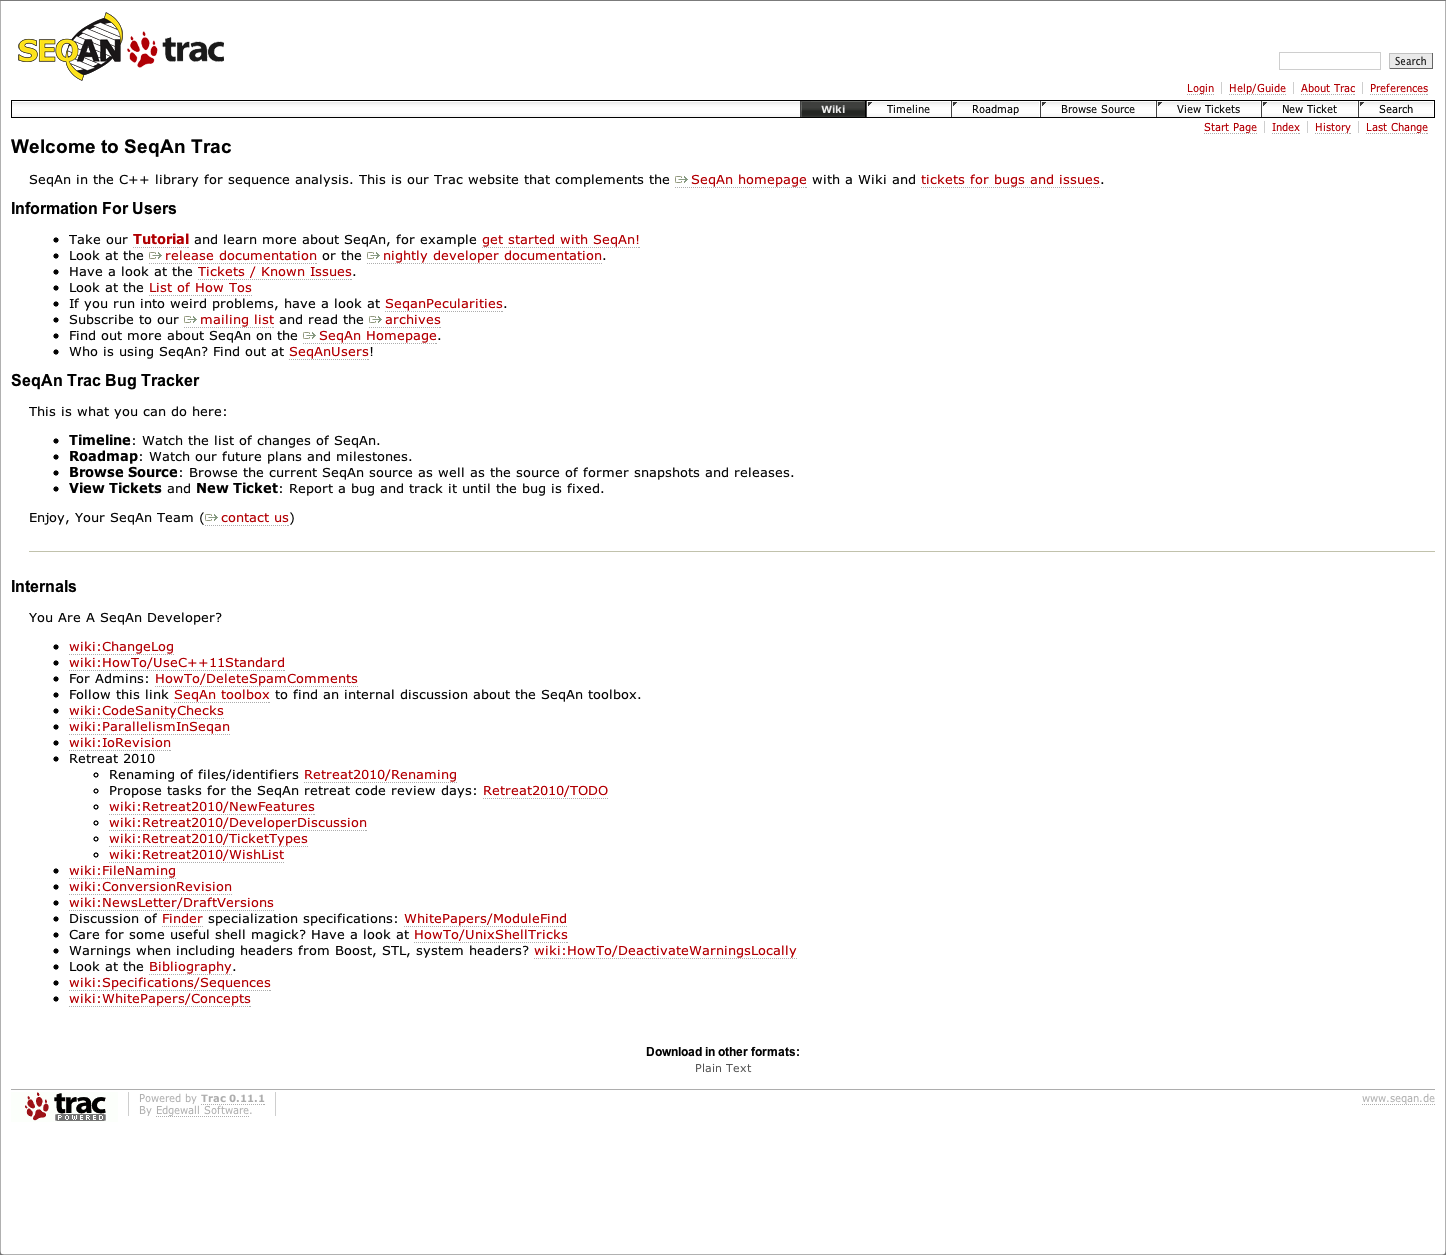 SEQAN trac
Search
Login Help/Guide About Trac Preferences
Wiki Timeline Roadmap Browse Source View Tickets New Ticket Search
Start Page Index History Last Change
Welcome to SeqAn Trac
SeqAn in the C++ library for sequence analysis. This is our Trac website that complements the SeqAn homepage with a Wiki and tickets for bugs and issues.
Information For Users
Take our Tutorial and learn more about SeqAn, for example get started with SeqAn!
Look at the release documentation or the nightly developer documentation.
Have a look at the Tickets / Known Issues.
Look at the List of How Tos
If you run into weird problems, have a look at SeqanPecularities.
Subscribe to our mailing list and read the archives
Find out more about SeqAn on the SeqAn Homepage.
Who is using SeqAn? Find out at SeqAnUsers!
SeqAn Trac Bug Tracker
This is what you can do here:
Timeline: Watch the list of changes of SeqAn.
Roadmap: Watch our future plans and milestones.
Browse Source: Browse the current SeqAn source as well as the source of former snapshots and releases.
View Tickets and New Ticket: Report a bug and track it until the bug is fixed.
Enjoy, Your SeqAn Team (contact us)
Internals
You Are A SeqAn Developer?
wiki:ChangeLog
wiki:HowTo/UseC++11Standard
For Admins: HowTo/DeleteSpamComments
Follow this link SeqAn toolbox to find an internal discussion about the SeqAn toolbox.
wiki:CodeSanityChecks
wiki:ParallelismInSeqan
wiki:IoRevision
Retreat 2010
Renaming of files/identifiers Retreat2010/Renaming
Propose tasks for the SeqAn retreat code review days: Retreat2010/TODO
wiki:Retreat2010/NewFeatures
wiki:Retreat2010/DeveloperDiscussion
wiki:Retreat2010/TicketTypes
wiki:Retreat2010/WishList
wiki:FileNaming
wiki:ConversionRevision
wiki:NewsLetter/DraftVersions
Discussion of Finder specialization specifications: WhitePapers/ModuleFind
Care for some useful shell magick? Have a look at HowTo/UnixShellTricks
Warnings when including headers from Boost, STL, system headers? wiki:HowTo/DeactivateWarningsLocally
Look at the Bibliography.
wiki:Specifications/Sequences
wiki:WhitePapers/Concepts
Download in other formats:
Plain Text
trac POWERED
Powered by Trac 0.11.1
By Edgewall Software.
www.seqan.de